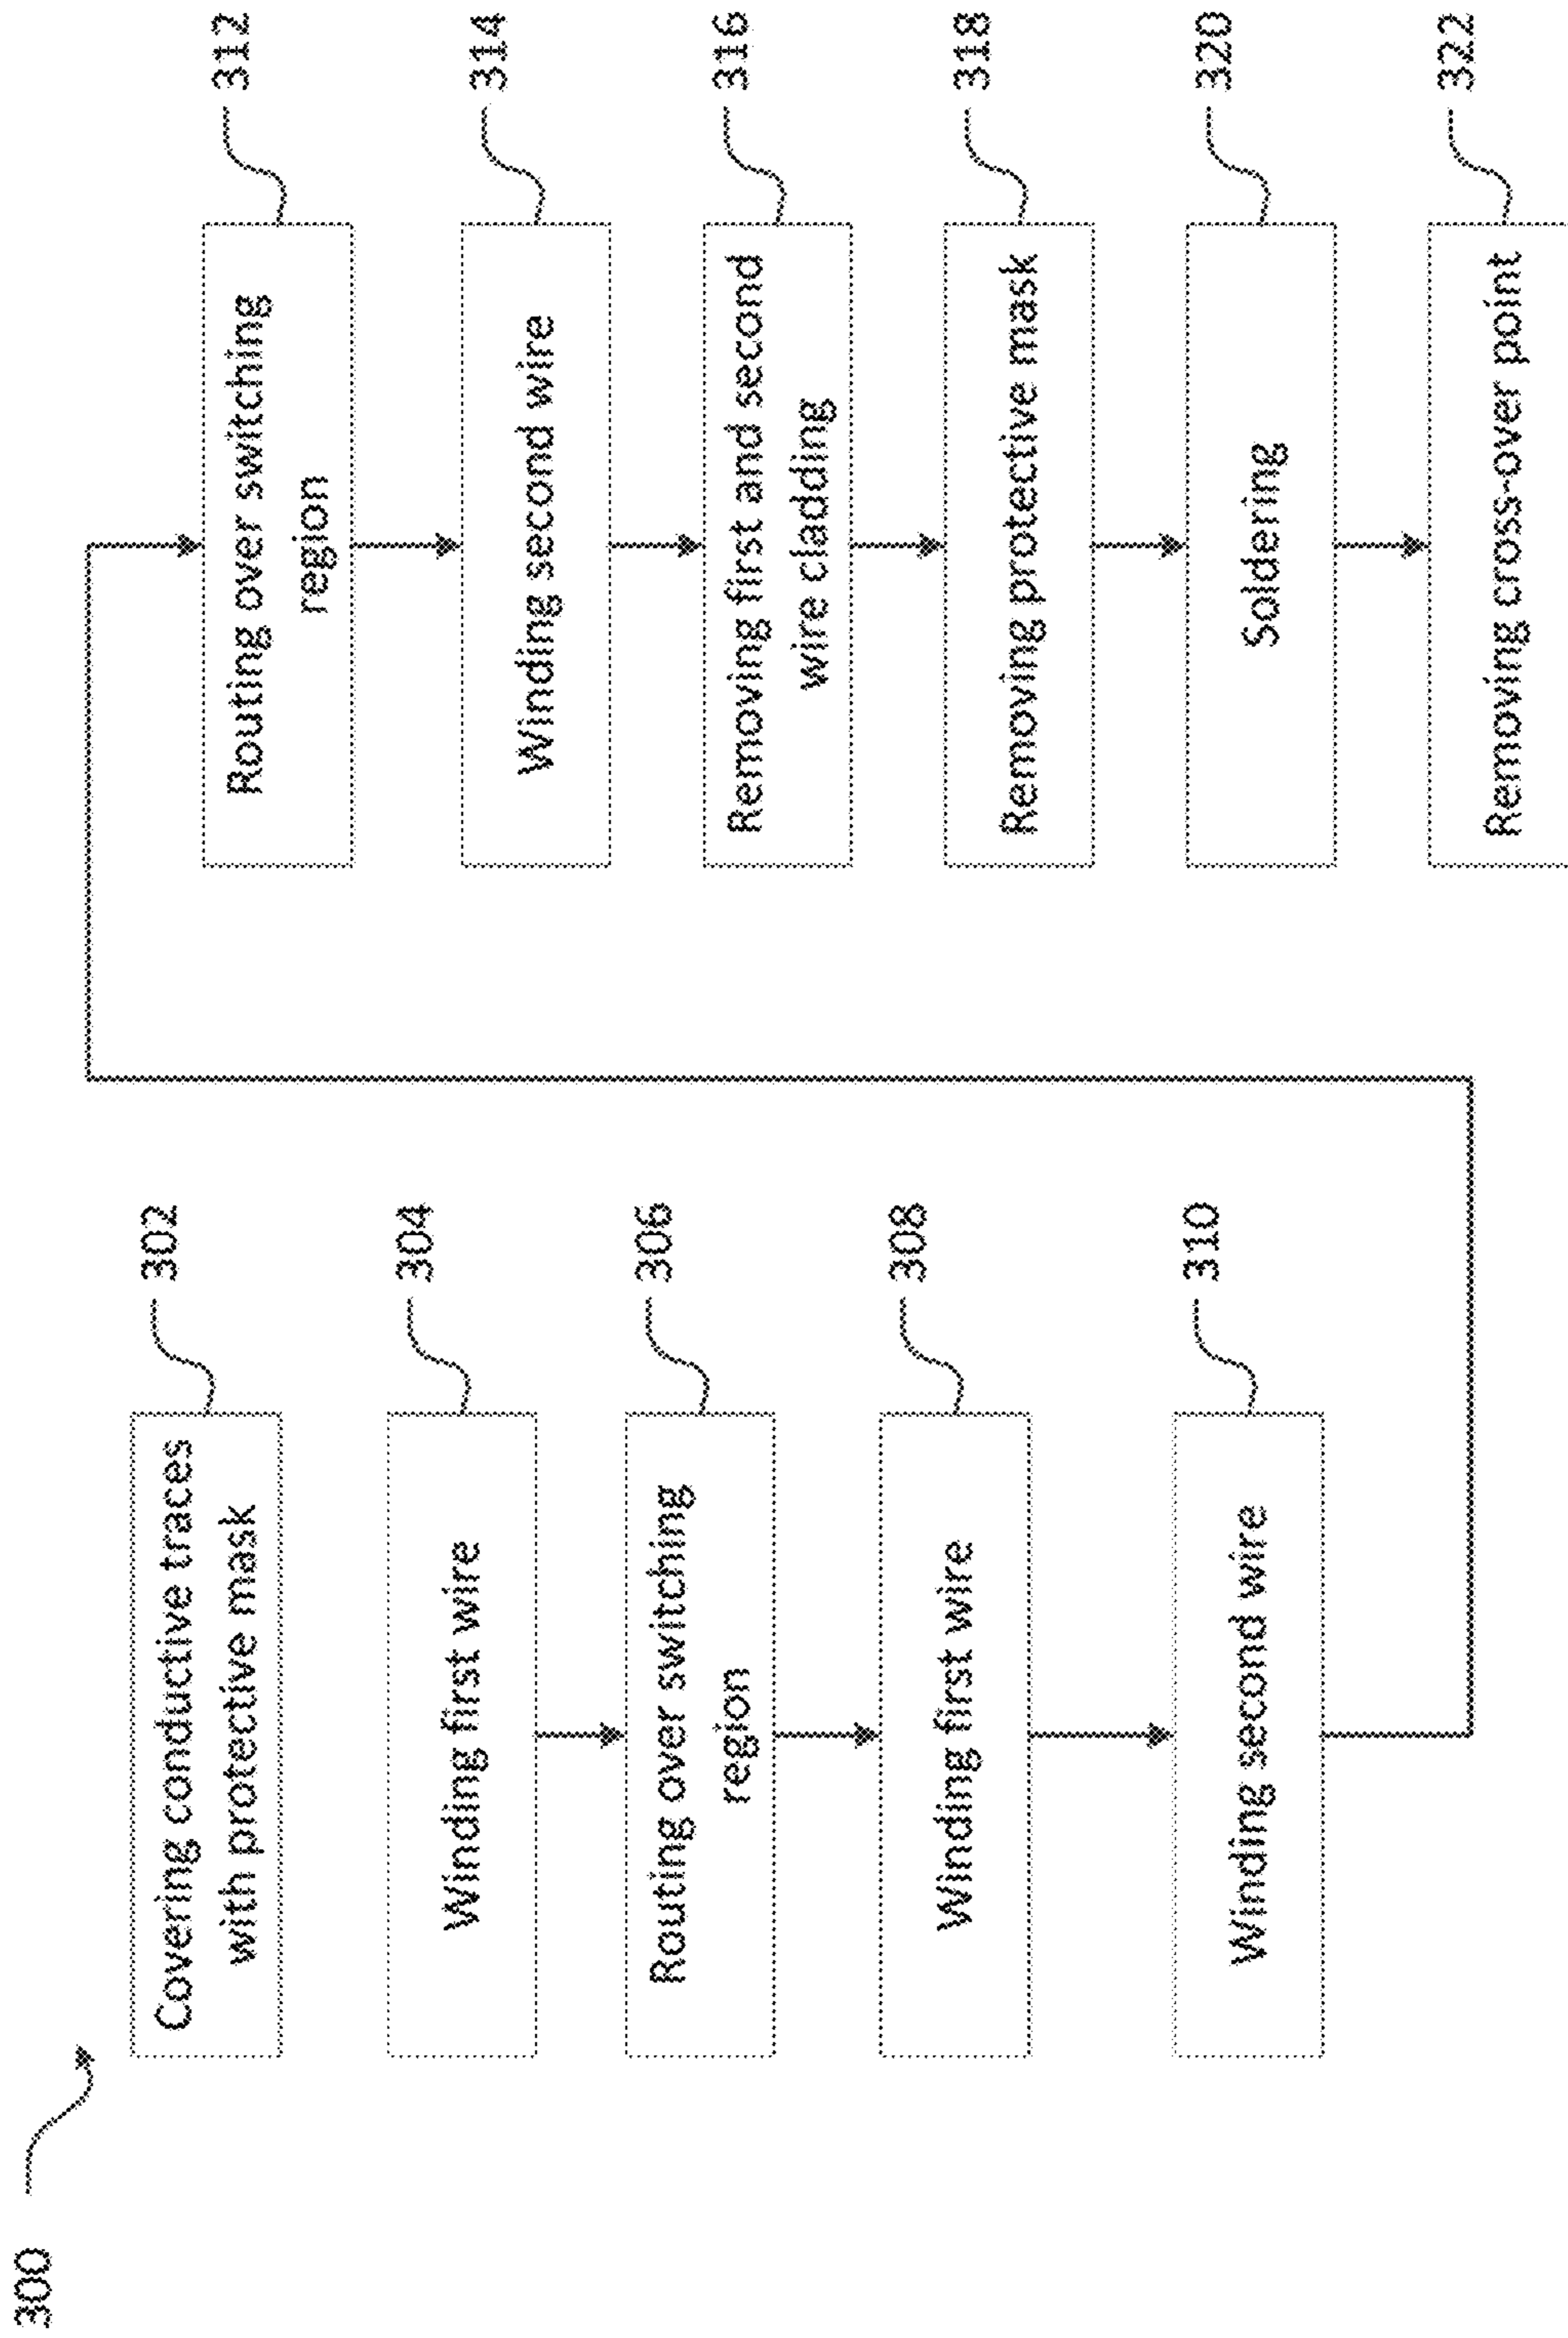 300
Covering conductive traces
with protective mask
302
Winding first wire
304
Routing over switching
region
306
Winding first wire
308
Winding second wire
310
Routing over switching
region
312
Winding second wire
314
Removing first and second
wire cladding
316
Removing protective mask
318
Soldering
320
Removing cross-over point
322